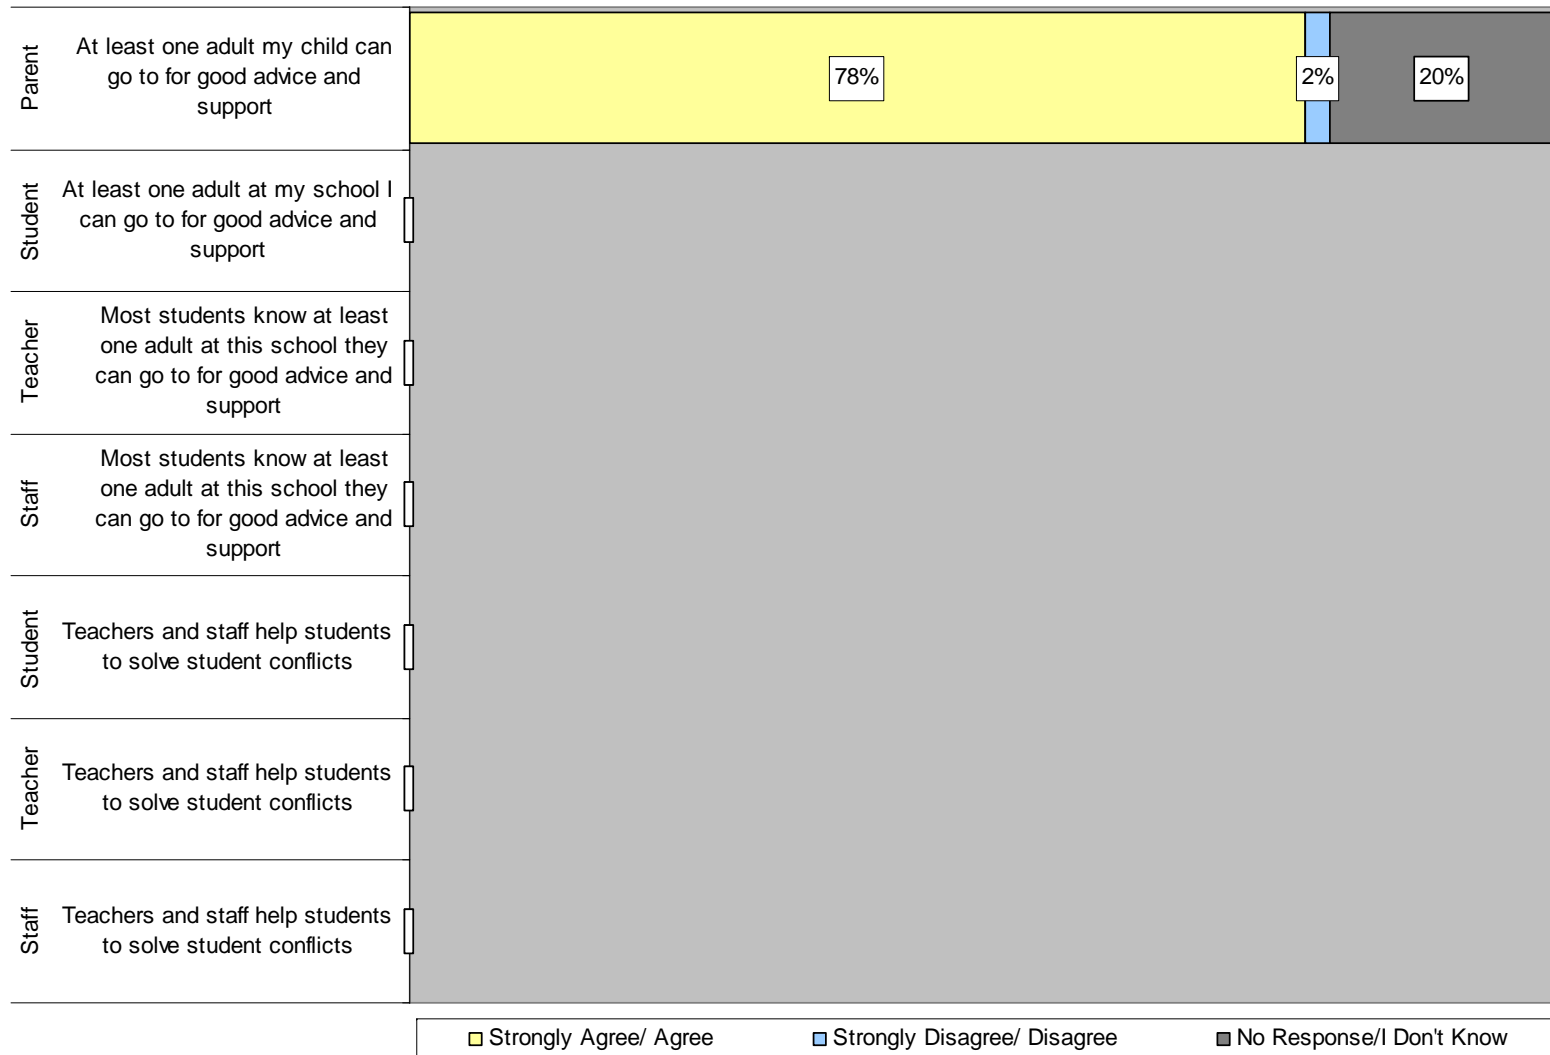 Parent
At least one adult my child can
go to for good advice and
support
78%
2%
20%
Student
At least one adult at my school I
can go to for good advice and
support
Teacher
Most students know at least
one adult at this school they
can go to for good advice and
support
Staff
Most students know at least
one adult at this school they
can go to for good advice and
support
Student
Teachers and staff help students
to solve student conflicts
Teacher
Teachers and staff help students
to solve student conflicts
Staff
Teachers and staff help students
to solve student conflicts
Strongly Agree/ Agree
Strongly Disagree/ Disagree
No Response/I Don't Know